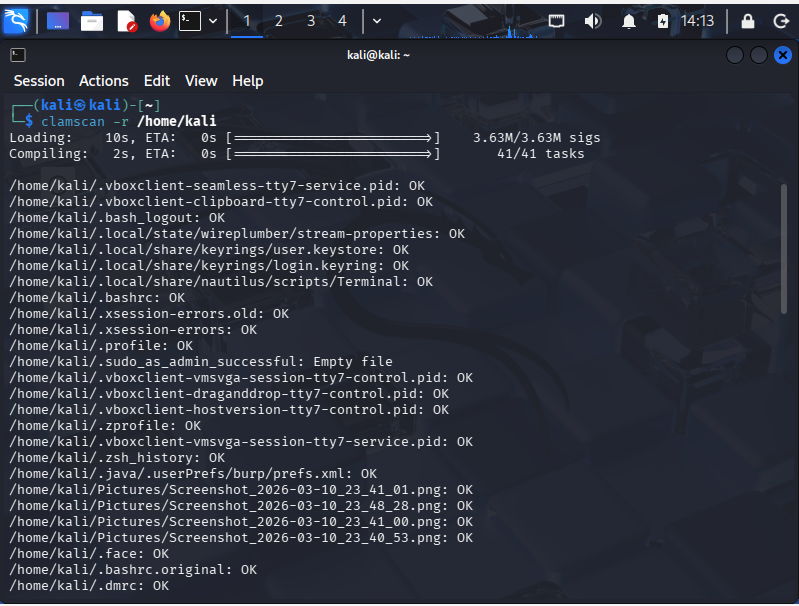 1 2 3 4 14:13
kali@kali: ~
Session Actions Edit View Help
┌──(kali㉿kali)-[~]
└─$ clamscan -r /home/kali
Loading: 10s, ETA: 0s [========================>] 3.63M/3.63M sigs
Compiling: 2s, ETA: 0s [========================>] 41/41 tasks
/home/kali/.vboxclient-seamless-tty7-service.pid: OK
/home/kali/.vboxclient-clipboard-tty7-control.pid: OK
/home/kali/.bash_logout: OK
/home/kali/.local/state/wireplumber/stream-properties: OK
/home/kali/.local/share/keyrings/user.keystore: OK
/home/kali/.local/share/keyrings/login.keyring: OK
/home/kali/.local/share/nautilus/scripts/Terminal: OK
/home/kali/.bashrc: OK
/home/kali/.xsession-errors.old: OK
/home/kali/.xsession-errors: OK
/home/kali/.profile: OK
/home/kali/.sudo_as_admin_successful: Empty file
/home/kali/.vboxclient-vmsvga-session-tty7-control.pid: OK
/home/kali/.vboxclient-draganddrop-tty7-control.pid: OK
/home/kali/.vboxclient-hostversion-tty7-control.pid: OK
/home/kali/.zprofile: OK
/home/kali/.vboxclient-vmsvga-session-tty7-service.pid: OK
/home/kali/.zsh_history: OK
/home/kali/.java/.userPrefs/burp/prefs.xml: OK
/home/kali/Pictures/Screenshot_2026-03-10_23_41_01.png: OK
/home/kali/Pictures/Screenshot_2026-03-10_23_48_28.png: OK
/home/kali/Pictures/Screenshot_2026-03-10_23_41_00.png: OK
/home/kali/Pictures/Screenshot_2026-03-10_23_40_53.png: OK
/home/kali/.face: OK
/home/kali/.bashrc.original: OK
/home/kali/.dmrc: OK